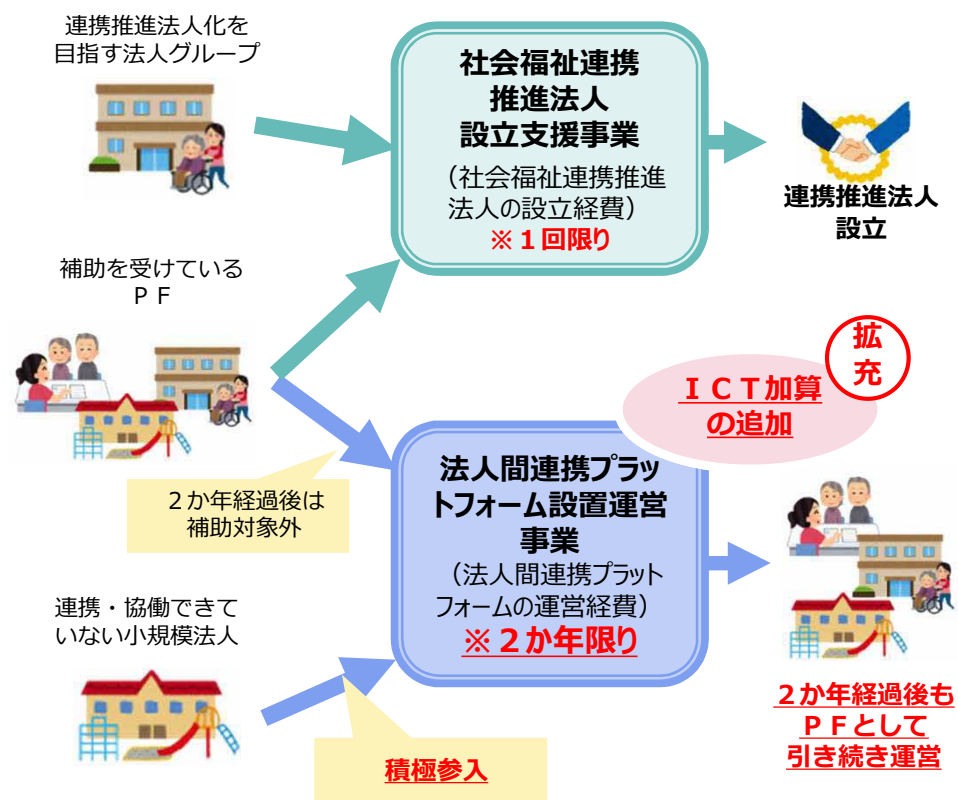 連携推進法人化を
目指す法人グループ
社会福祉連携
推進法人
設立支援事業
（社会福祉連携推進
法人の設立経費）
※１回限り
連携推進法人
設立
補助を受けている
ＰＦ
拡
充
ＩＣＴ加算
の追加
２か年経過後は
補助対象外
法人間連携プラッ
トフォーム設置運営
事業
（法人間連携プラット
フォームの運営経費）
※２か年限り
連携・協働できて
いない小規模法人
積極参入
２か年経過後も
ＰＦとして
引き続き運営